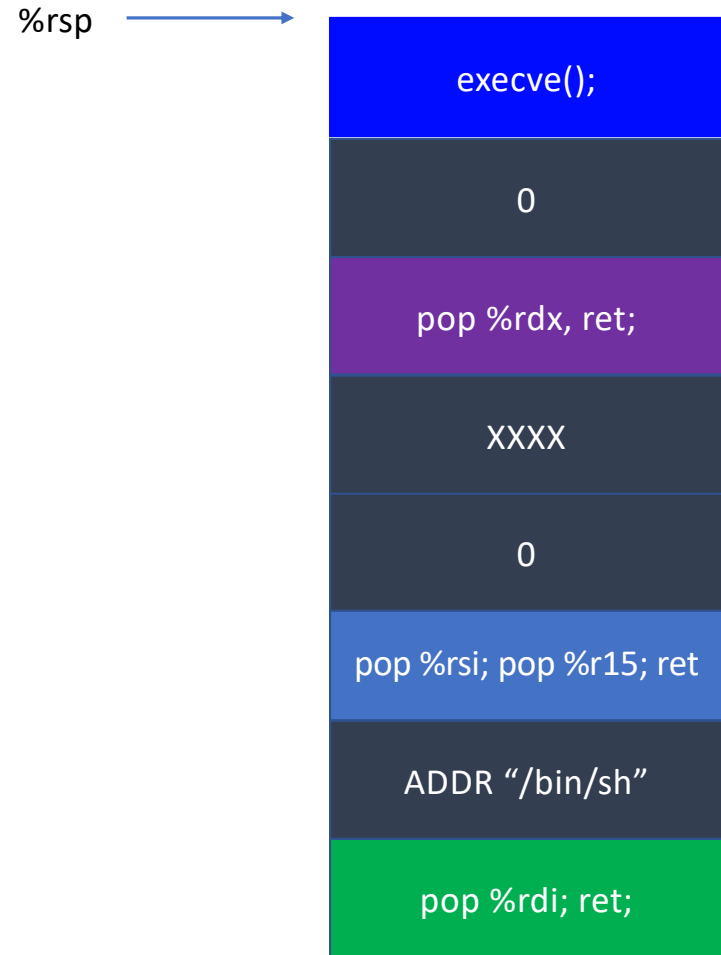 %rsp
execve();
0
pop %rdx, ret;
XXXX
0
pop %rsi; pop %r15; ret
ADDR “/bin/sh”
pop %rdi; ret;